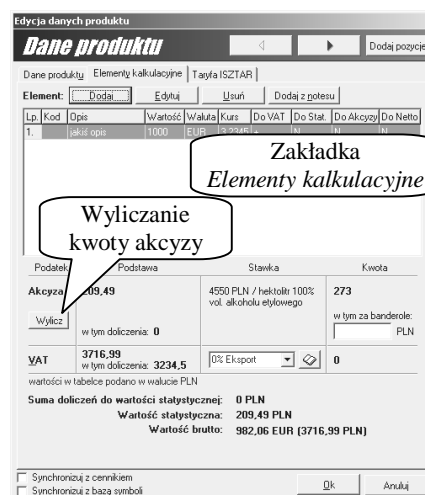 Edycja danych produktu
Dane produktu
Dodaj pozycje
Dane produktu Elementy kalkulacyjne Taryfa ISZTAR
Element: Dodaj Edytuj Usuń Dodaj z notesu
Lp. Kod Opis Wartość Waluta Kurs Do VAT Do Stat. Do Akcyzy Do Netto
1. jakiś opis 1000 EUR 3,2345 + N N N
Zakładka
Elementy kalkulacyjne
Wyliczanie
kwoty akcyzy
Podatek Podstawa Stawka Kwota
Akcyza 209,49 4550 PLN / hektolitr 100% 273
vol. alkoholu etylowego
Wylicz w tym za banderole:
w tym doliczenia: 0 PLN
VAT 3716,99 0% Eksport 0
w tym doliczenia: 3234,5
wartości w tabelce podano w walucie PLN
Suma doliczeń do wartości statystycznej: 0 PLN
Wartość statystyczna: 209,49 PLN
Wartość brutto: 982,06 EUR (3716,99 PLN)
Synchronizuj z cennikiem
Synchronizuj z bazą symboli
Ok Anuluj